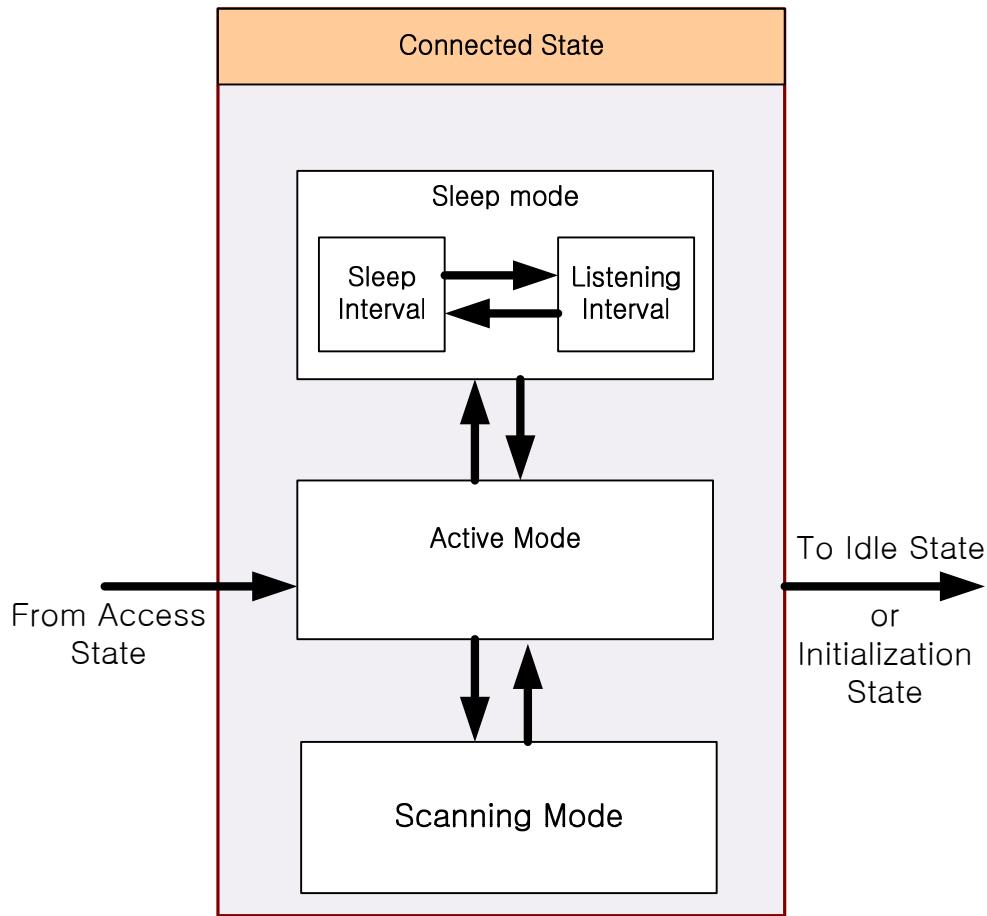 Connected State
Sleep mode
Sleep
Interval
Listening
Interval
Active Mode
From Access
State
To Idle State
or
Initialization
State
Scanning Mode